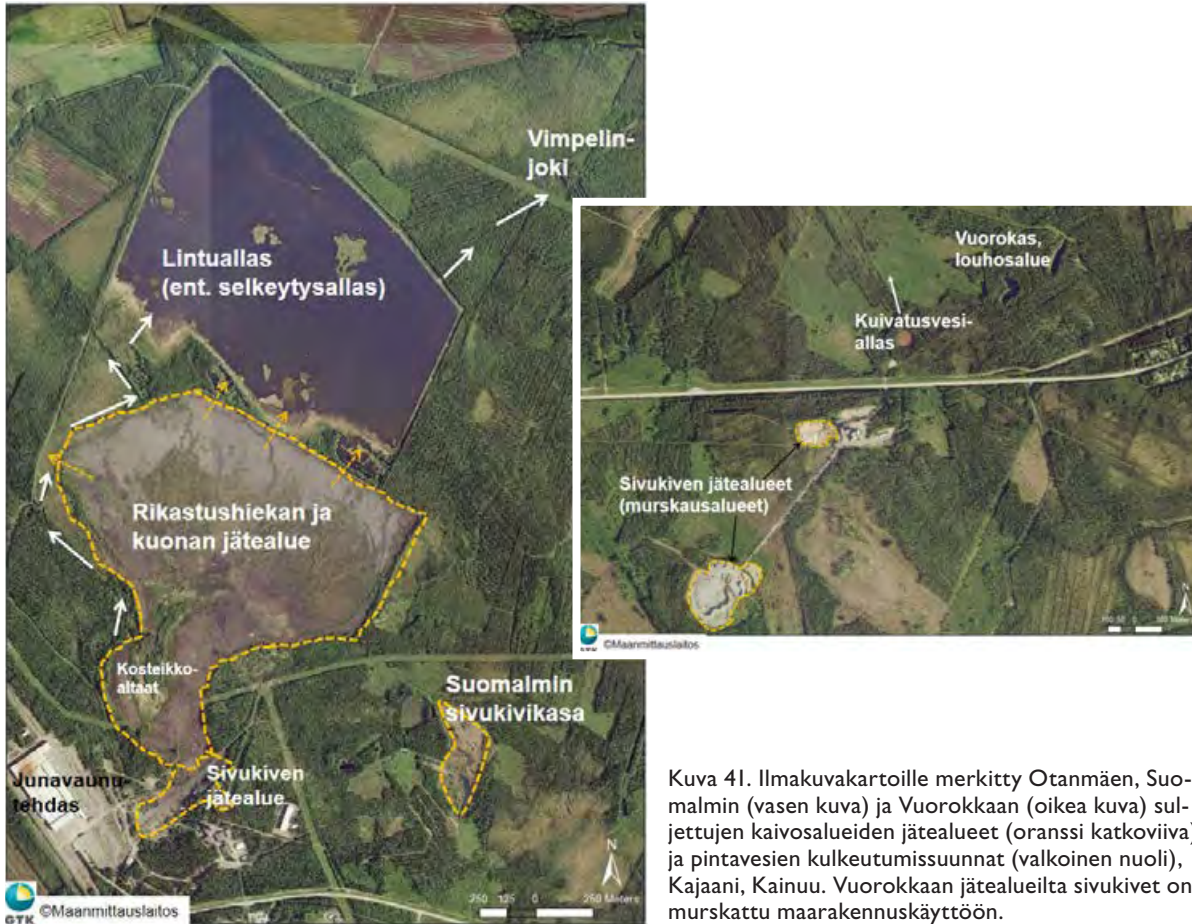 Vimpelin-
joki
Lintuallas
(ent. selkeytysallas)
Rikastushiekan ja
kuonan jätealue
Kosteikko-
altaat
Suomalmin
sivukivikasa
Junavaunu-
tehdas
Sivukiven
jätealue
N
250 125 0 250 Meters
GTK ©Maanmittauslaitos
Vuorokas,
louhosalue
Kuivatusvesi-
allas
Sivukiven jätealueet
(murskausalueet)
N
GTK ©Maanmittauslaitos
Kuva 41. Ilmakuvakartoille merkitty Otanmäen, Suo-
malmin (vasen kuva) ja Vuorokkaan (oikea kuva) sul-
jettujen kaivosalueiden jätealueet (oranssi katkoviiva)
ja pintavesien kulkeutumissuunnat (valkoinen nuoli),
Kajaani, Kainuu. Vuorokkaan jätealueilta sivukivet on
murskattu maarakennuskäyttöön.